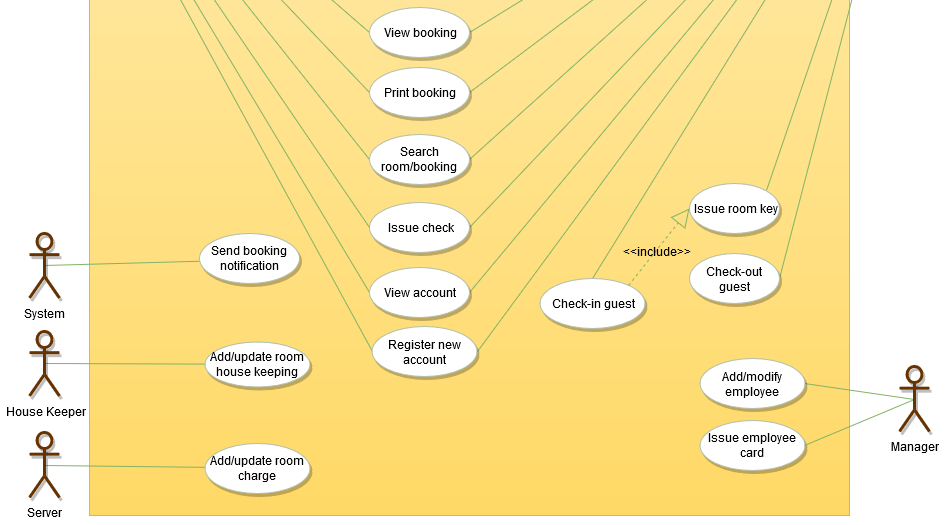 View booking
Print booking
Search
room/booking
Issue check
Issue room key
<<include>>
Send booking
notification
View account
Check-in guest
Check-out
guest
System
Register new
account
Add/update room
house keeping
House Keeper
Add/modify
employee
Issue employee
card
Manager
Add/update room
charge
Server